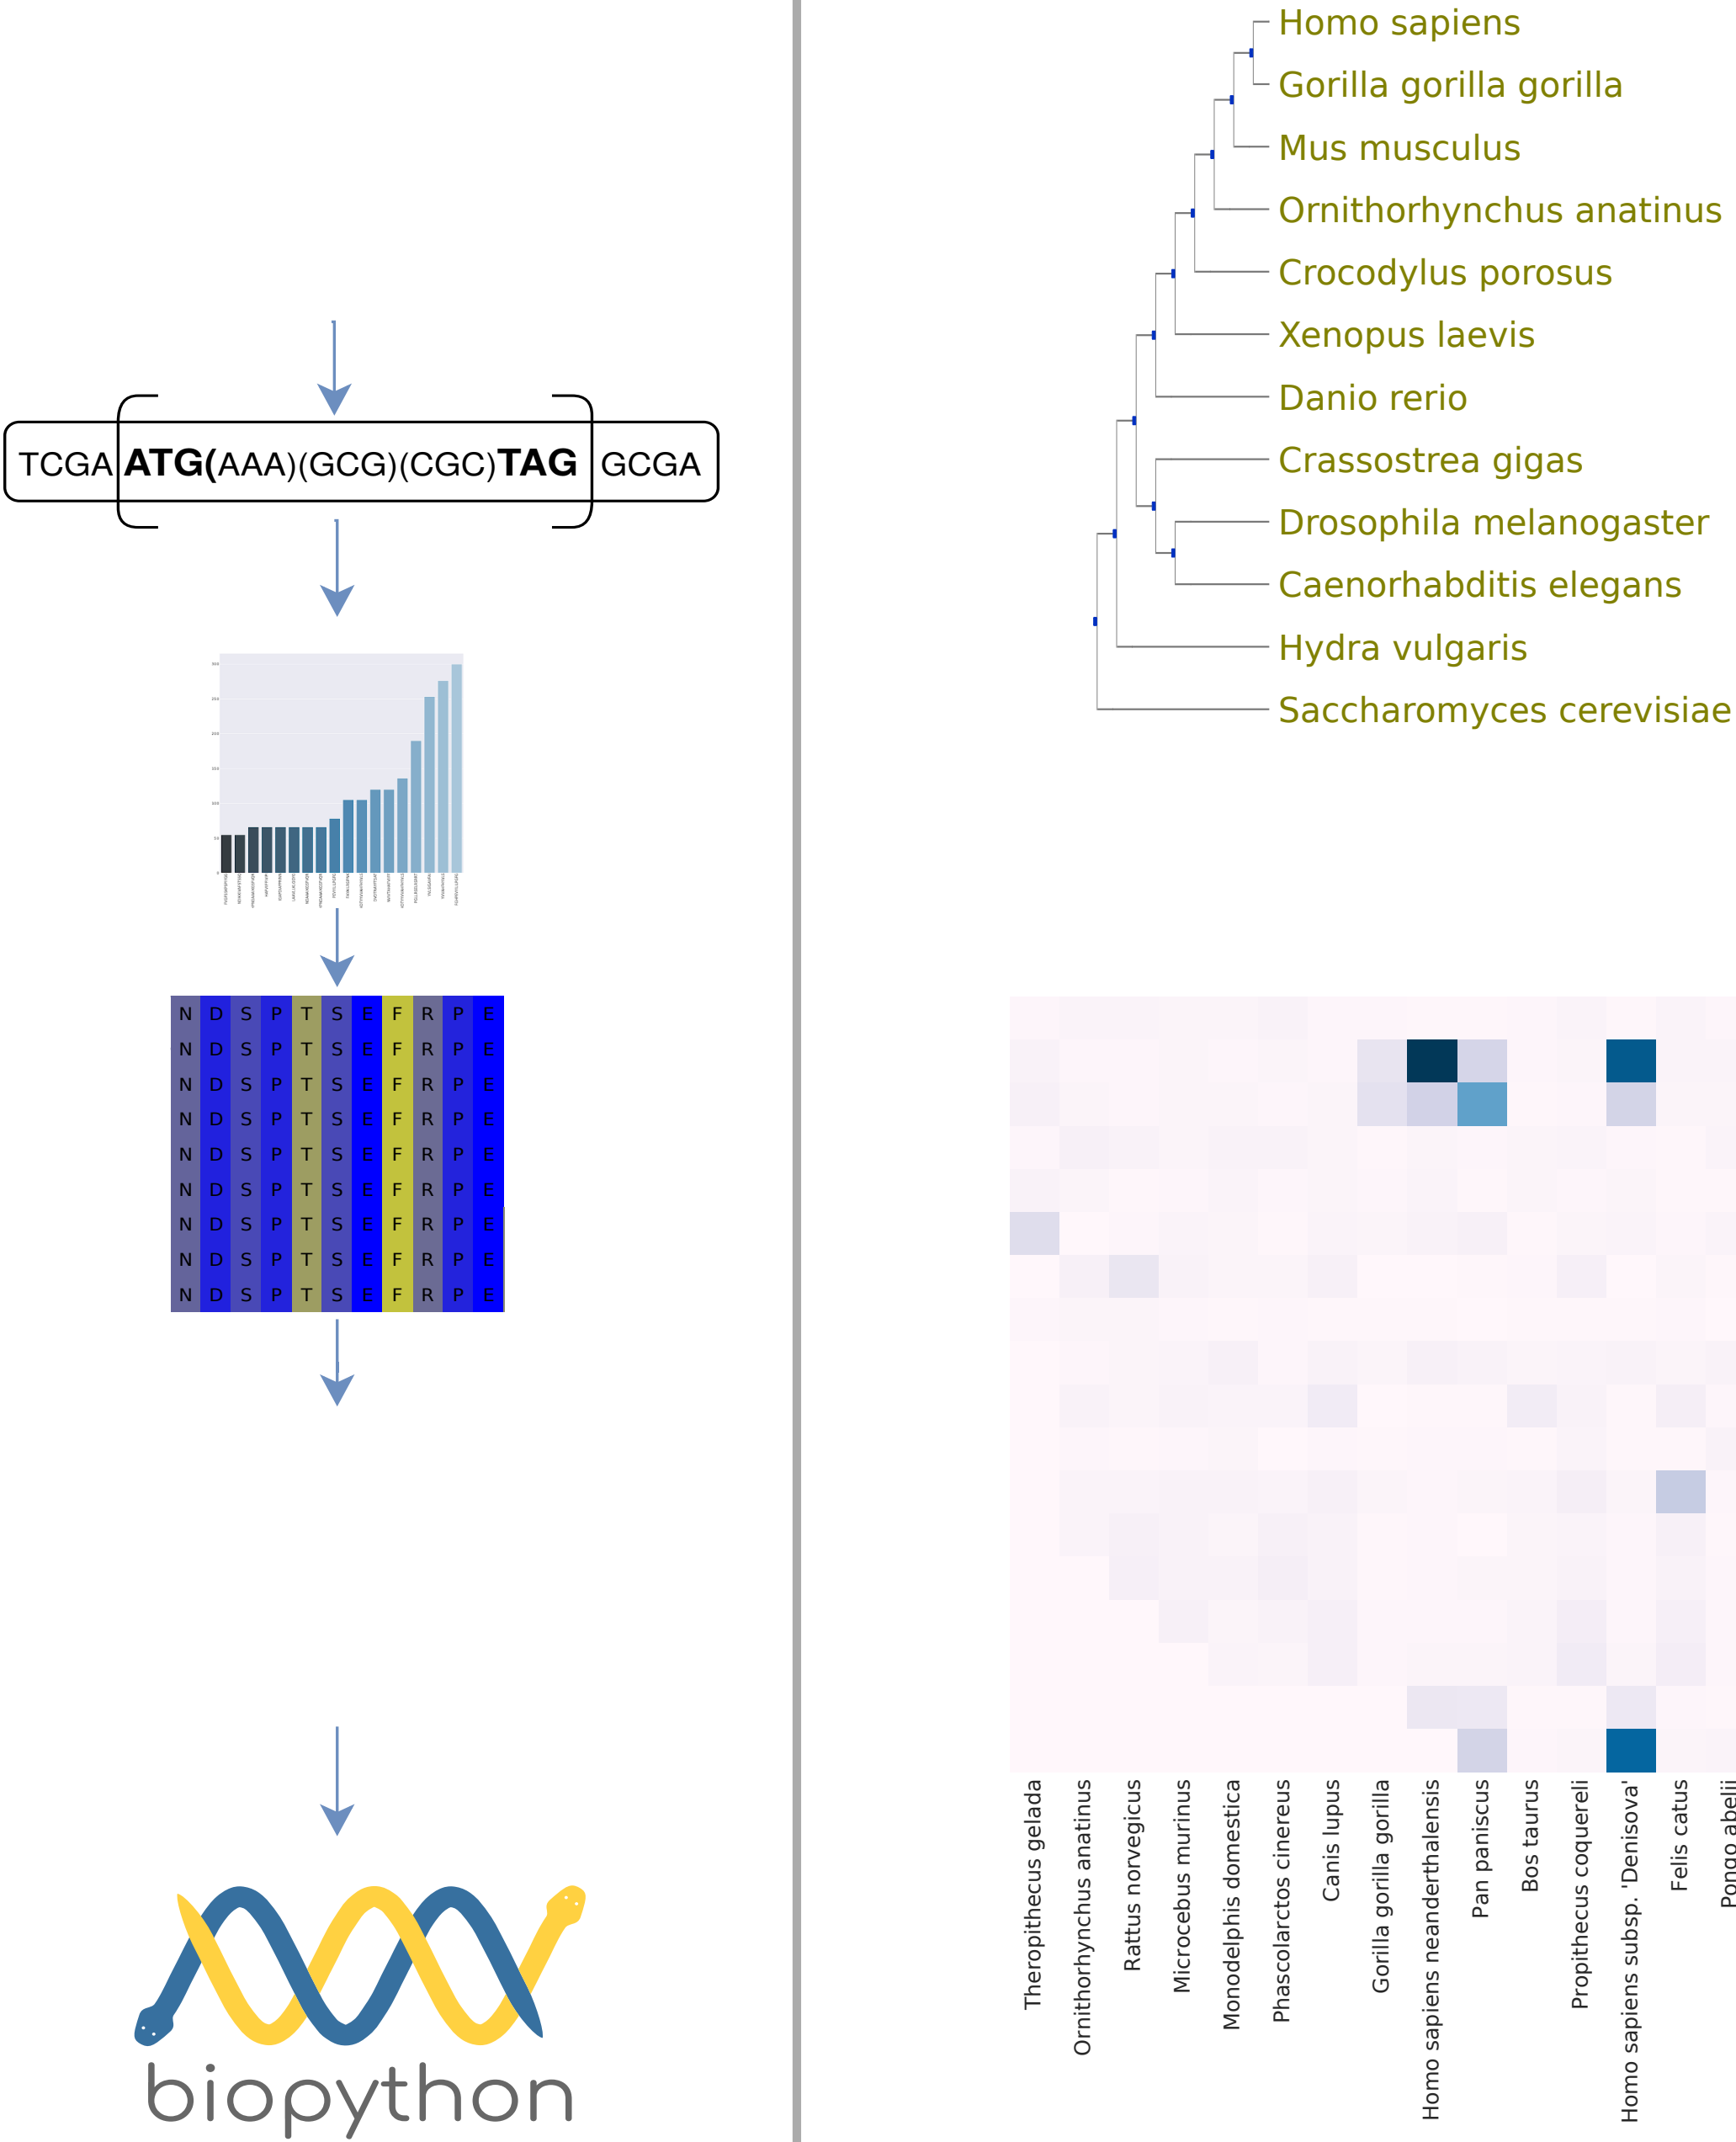 TCGA ATG(AAA)(GCG)(CGC)TAG GCGA
N D S P T S E F R P E
N D S P T S E F R P E
N D S P T S E F R P E
N D S P T S E F R P E
N D S P T S E F R P E
N D S P T S E F R P E
N D S P T S E F R P E
N D S P T S E F R P E
N D S P T S E F R P E
biopython
Homo sapiens
Gorilla gorilla gorilla
Mus musculus
Ornithorhynchus anatinus
Crocodylus porosus
Xenopus laevis
Danio rerio
Crassostrea gigas
Drosophila melanogaster
Caenorhabditis elegans
Hydra vulgaris
Saccharomyces cerevisiae
Theropithecus gelada
Ornithorhynchus anatinus
Rattus norvegicus
Microcebus murinus
Monodelphis domestica
Phascolarctos cinereus
Canis lupus
Gorilla gorilla gorilla
Homo sapiens neanderthalensis
Pan paniscus
Bos taurus
Propithecus coquereli
Homo sapiens subsp. 'Denisova'
Felis catus
Pongo abelii